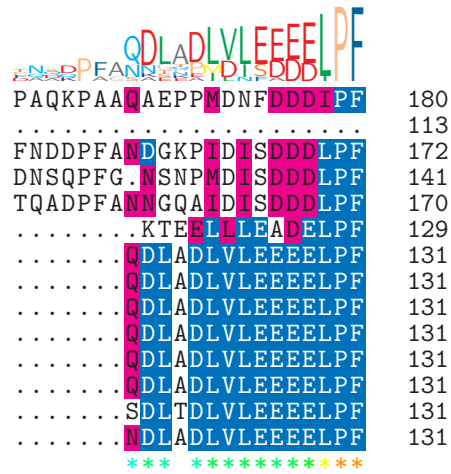 QDLADLVLEEEELPF
PAQKPAAQAEPPMDNFDDDIPF 180
...................... 113
FNDDPFANDGKPIDISDDDLPF 172
DNSQPFG.NSNPMDISDDDLPF 141
TQADPFANNGQAIDISDDDLPF 170
........KTEELLLEADELPF 129
.......QDLADLVLEEEELPF 131
.......QDLADLVLEEEELPF 131
.......QDLADLVLEEEELPF 131
.......QDLADLVLEEEELPF 131
.......QDLADLVLEEEELPF 131
.......QDLADLVLEEEELPF 131
.......SDLTDLVLEEEELPF 131
.......NDLADLVLEEEELPF 131
*** ***********